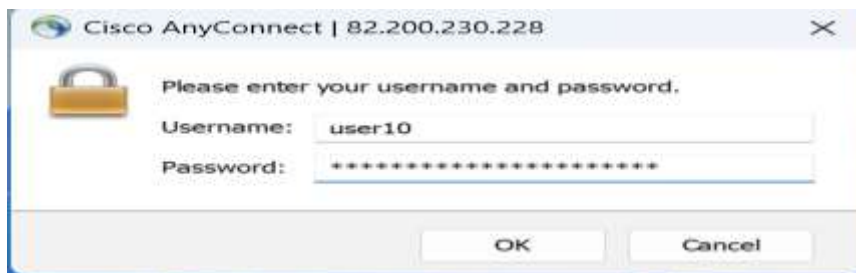 Cisco AnyConnect | 82.200.230.228
Please enter your username and password.
Username: user10
Password: ***********************
OK Cancel